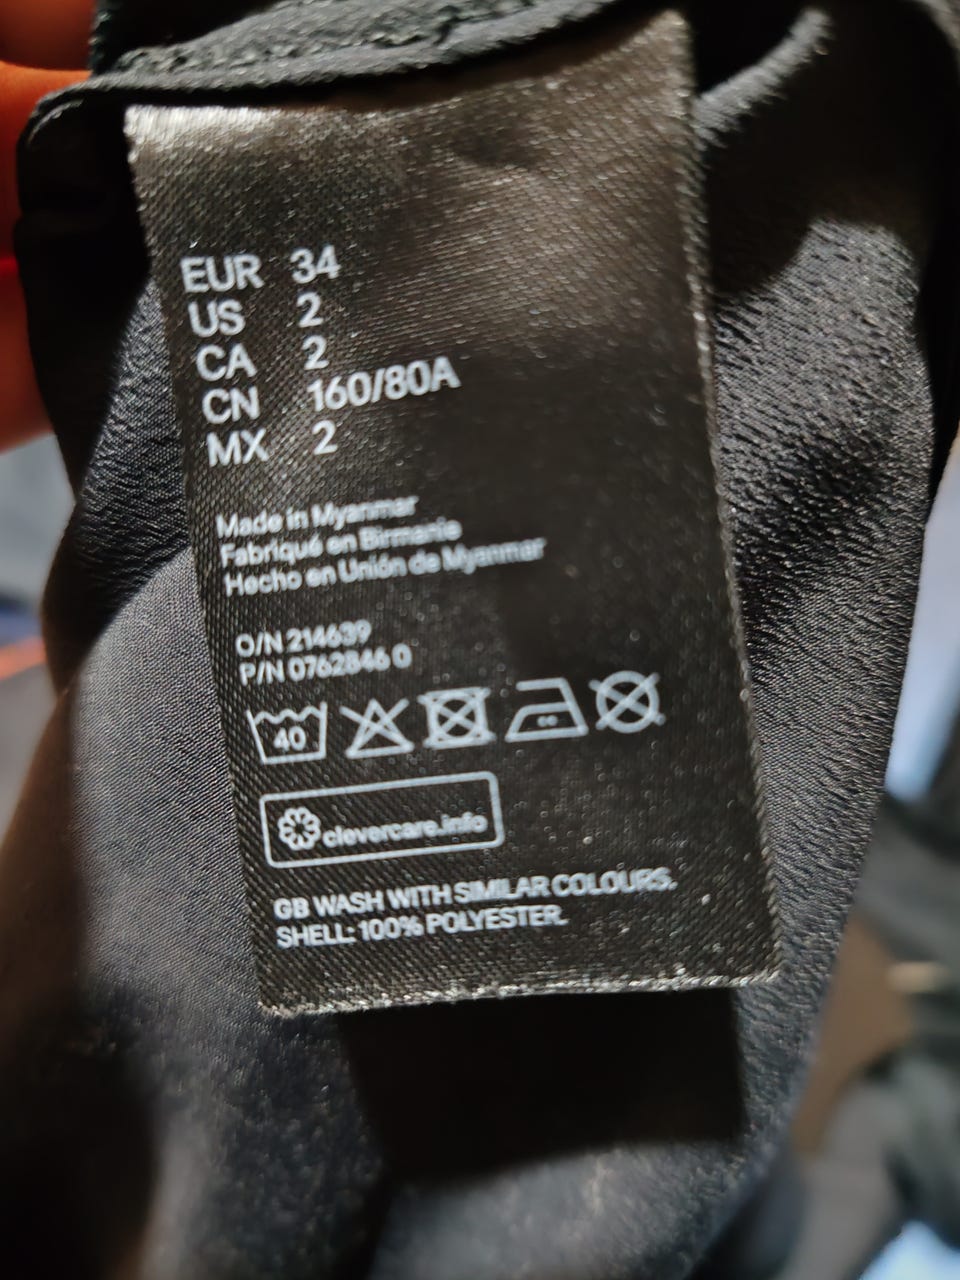 EUR 34
US 2
CA 2
CN 160/80A
MX 2
Made in Myanmar
Fabriqué en Birmanie
Hecho en Unión de Myanmar
O/N 214639
P/N 0762846 0
40
clevercare.info
GB WASH WITH SIMILAR COLOURS.
SHELL: 100% POLYESTER.